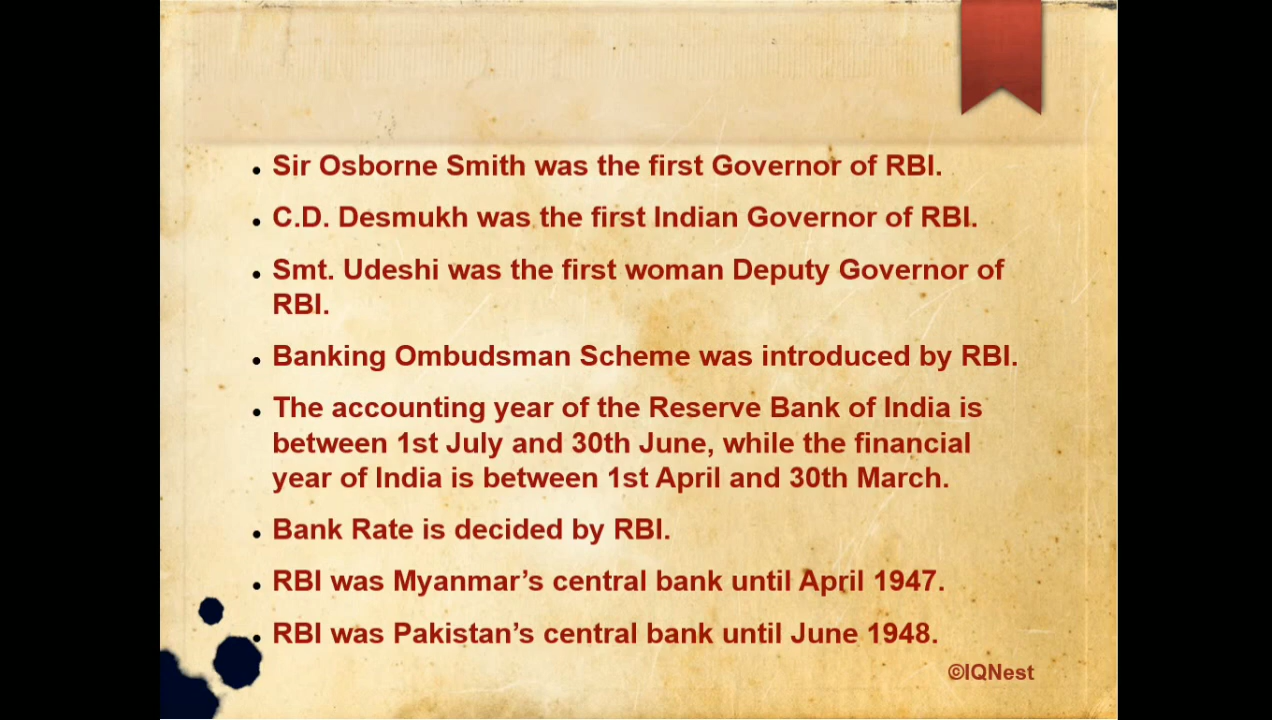 Sir Osborne Smith was the first Governor of RBI.
C.D. Desmukh was the first Indian Governor of RBI.
Smt. Udeshi was the first woman Deputy Governor of
RBI.
Banking Ombudsman Scheme was introduced by RBI.
The accounting year of the Reserve Bank of India is
between 1st July and 30th June, while the financial
year of India is between 1st April and 30th March.
Bank Rate is decided by RBI.
RBI was Myanmar’s central bank until April 1947.
RBI was Pakistan’s central bank until June 1948.
©IQNest